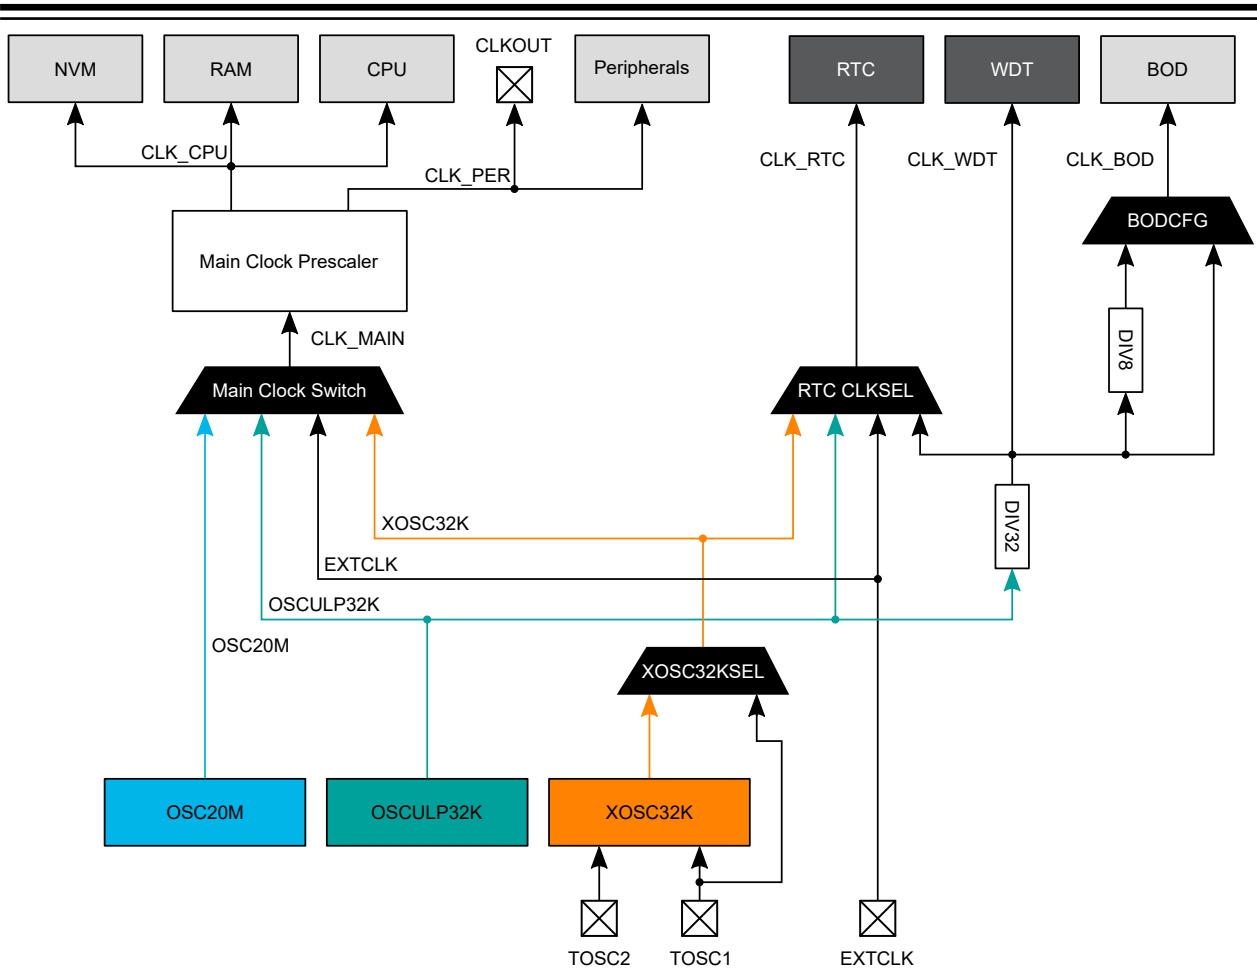 CLKOUT
NVM
RAM
CPU
Peripherals
RTC
WDT
BOD
CLK_CPU
CLK_PER
CLK_RTC
CLK_WDT
CLK_BOD
BODCFG
Main Clock Prescaler
CLK_MAIN
DIV8
Main Clock Switch
RTC CLKSEL
XOSC32K
DIV32
EXTCLK
OSCULP32K
OSC20M
XOSC32KSEL
OSC20M
OSCULP32K
XOSC32K
TOSC2
TOSC1
EXTCLK